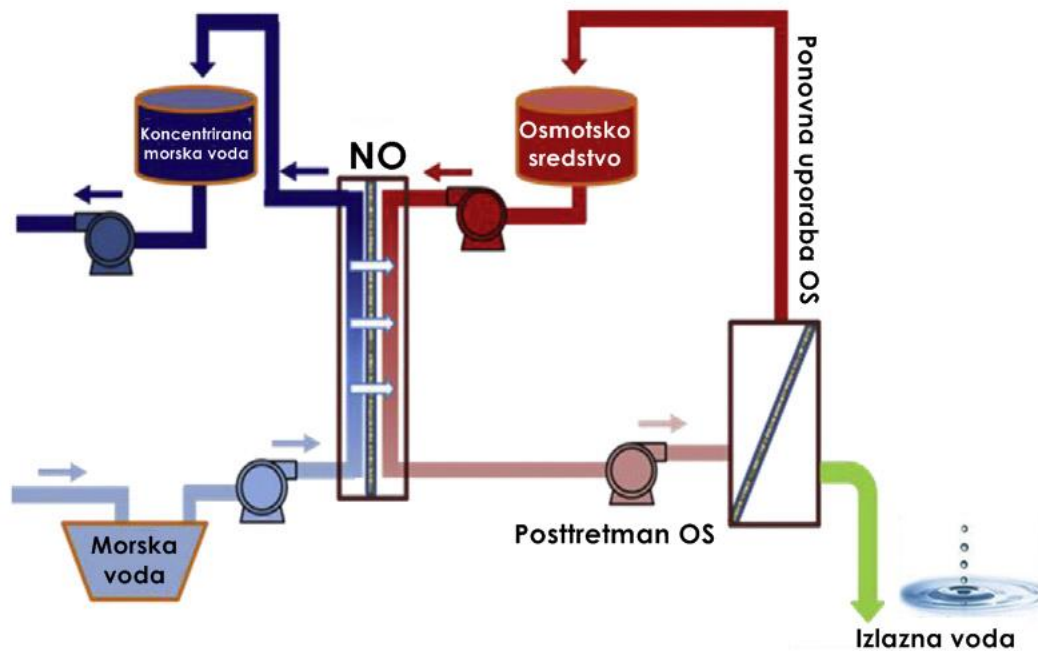 Koncentrirana
morska voda
NO
Osmotsko
sredstvo
Ponovna uporaba OS
Morska
voda
Posttretman OS
Izlazna voda